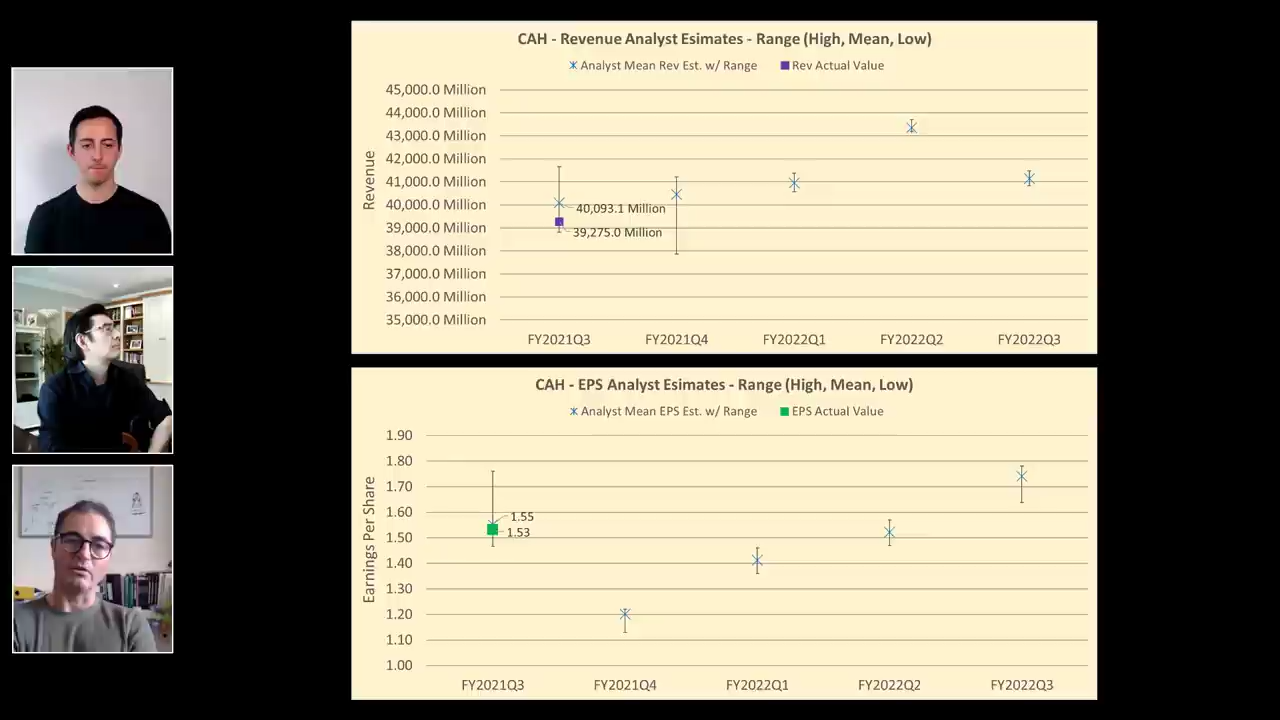 CAH - Revenue Analyst Esimates - Range (High, Mean, Low)
Analyst Mean Rev Est. w/ Range
Rev Actual Value
Revenue
45,000.0 Million
44,000.0 Million
43,000.0 Million
42,000.0 Million
41,000.0 Million
40,000.0 Million
39,000.0 Million
38,000.0 Million
37,000.0 Million
36,000.0 Million
35,000.0 Million
40,093.1 Million
39,275.0 Million
FY2021Q3
FY2021Q4
FY2022Q1
FY2022Q2
FY2022Q3
CAH - EPS Analyst Esimates - Range (High, Mean, Low)
Analyst Mean EPS Est. w/ Range
EPS Actual Value
Earnings Per Share
1.90
1.80
1.70
1.60
1.50
1.40
1.30
1.20
1.10
1.00
1.55
1.53
FY2021Q3
FY2021Q4
FY2022Q1
FY2022Q2
FY2022Q3